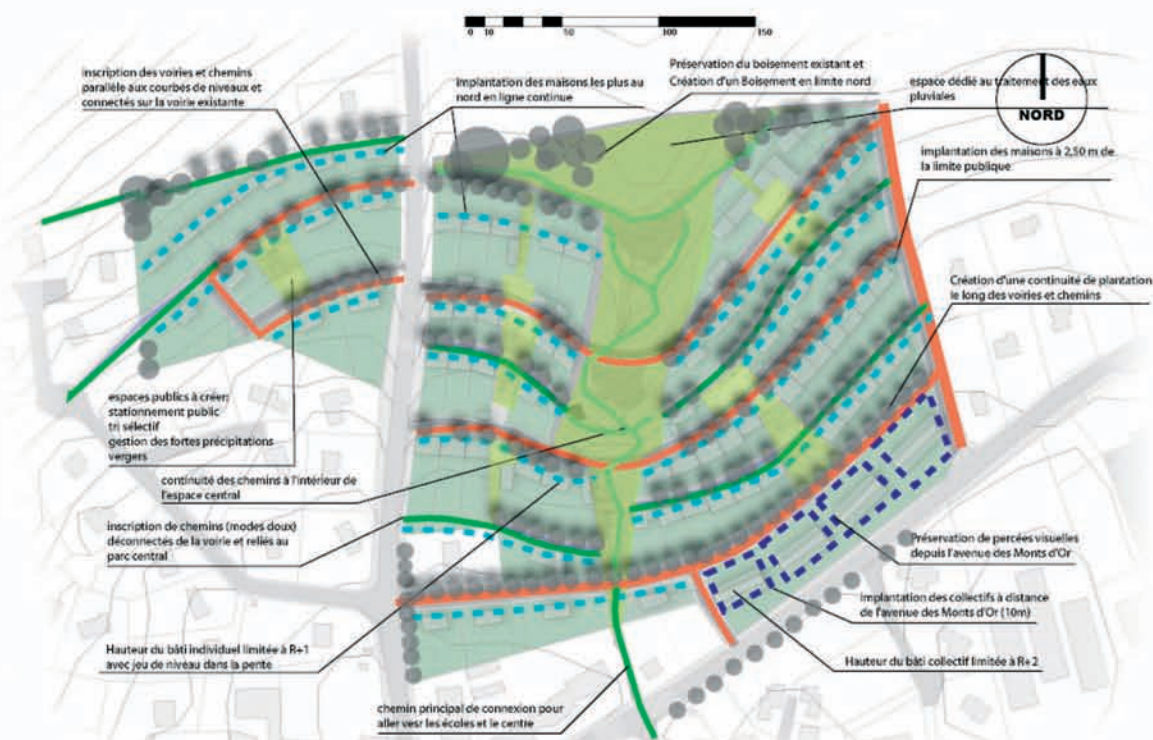 0 10 50 100 150
inscription des voiries et chemins
parallèle aux courbes de niveaux et
connectés sur la voirie existante
implantation des maisons les plus au
nord en ligne continue
Préservation du boisement existant et
Création d'un Boisement en limite nord
espace dédié au traitement des eaux
pluviales
NORD
implantation des maisons à 2,50 m de
la limite publique
Création d'une continuité de plantation
le long des voiries et chemins
espaces publics à créer:
stationnement public
tri sélectif
gestion des fortes précipitations
vergers
continuité des chemins à l'intérieur de
l'espace central
inscription de chemins (modes doux)
déconnectés de la voirie et reliés au
parc central
Préservation de percées visuelles
depuis l'avenue des Monts d'Or
Implantation des collectifs à distance
de l'avenue des Monts d'Or (10m)
Hauteur du bâti individuel limitée à R+1
avec jeu de niveau dans la pente
Hauteur du bâti collectif limitée à R+2
chemin principal de connexion pour
aller vesr les écoles et le centre